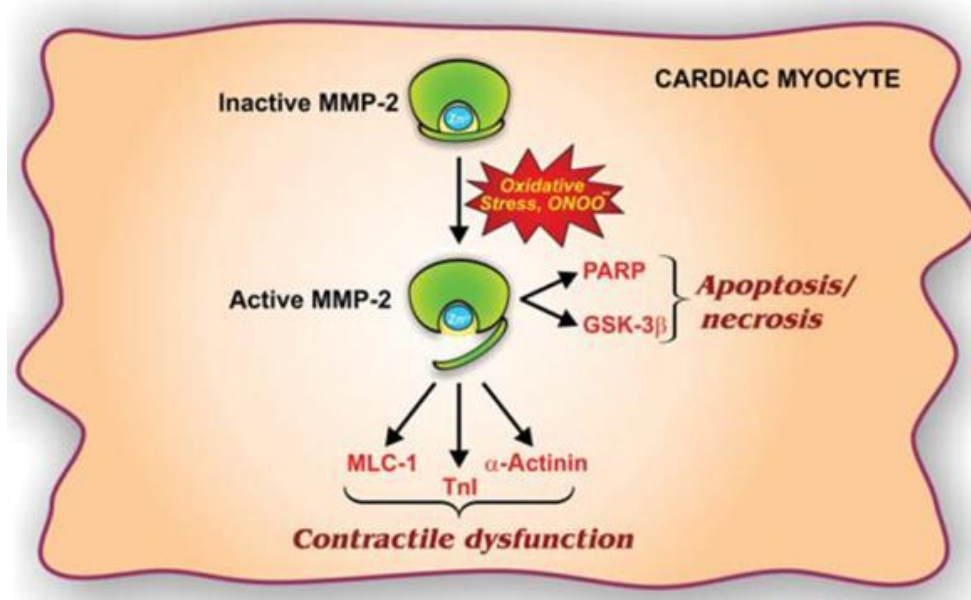 CARDIAC MYOCYTE
Inactive MMP-2
Zn²⁺
Oxidative
Stress, ONOO⁻
Active MMP-2
Zn²⁺
PARP
GSK-3β
Apoptosis/
necrosis
MLC-1
α-Actinin
TnI
Contractile dysfunction